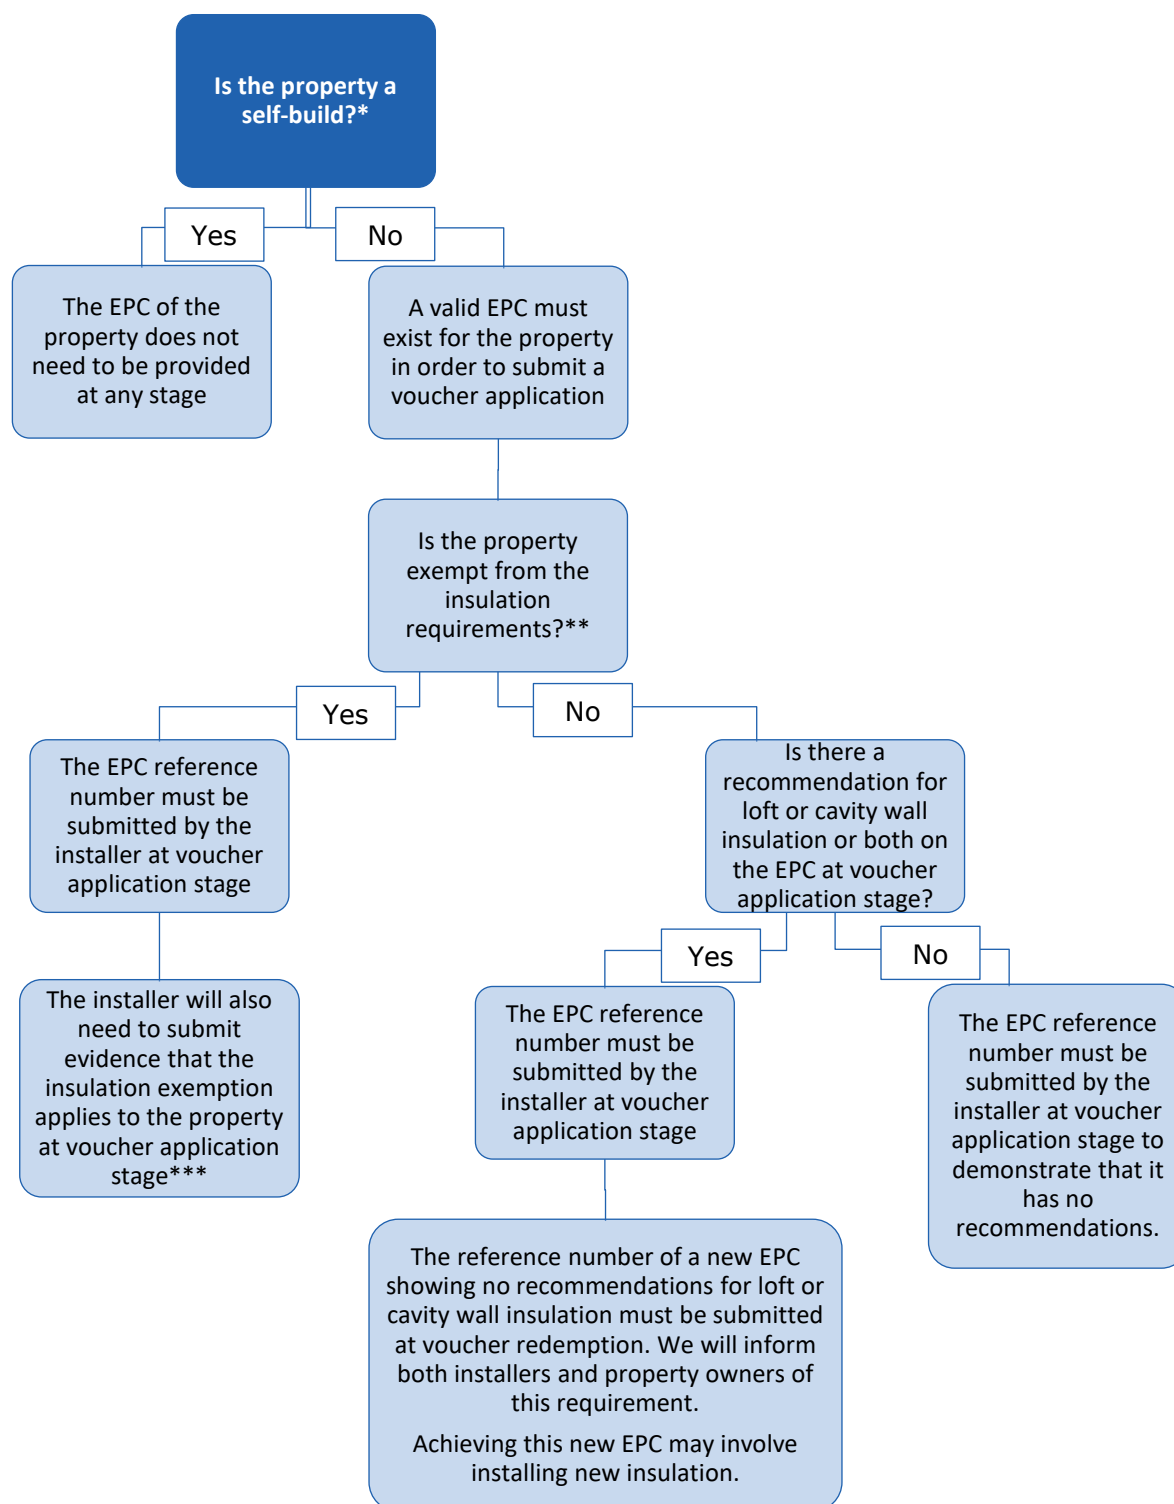 Is the property a
self-build?*
Yes
No
The EPC of the
property does not
need to be provided
at any stage
A valid EPC must
exist for the property
in order to submit a
voucher application
Is the property
exempt from the
insulation
requirements?**
Yes
No
The EPC reference
number must be
submitted by the
installer at voucher
application stage
The installer will also
need to submit
evidence that the
insulation exemption
applies to the property
at voucher application
stage***
Is there a
recommendation for
loft or cavity wall
insulation or both on
the EPC at voucher
application stage?
Yes
No
The EPC reference
number must be
submitted by the
installer at voucher
application stage
The EPC reference
number must be
submitted by the
installer at voucher
application stage to
demonstrate that it
has no
recommendations.
The reference number of a new EPC
showing no recommendations for loft or
cavity wall insulation must be submitted
at voucher redemption. We will inform
both installers and property owners of
this requirement.
Achieving this new EPC may involve
installing new insulation.